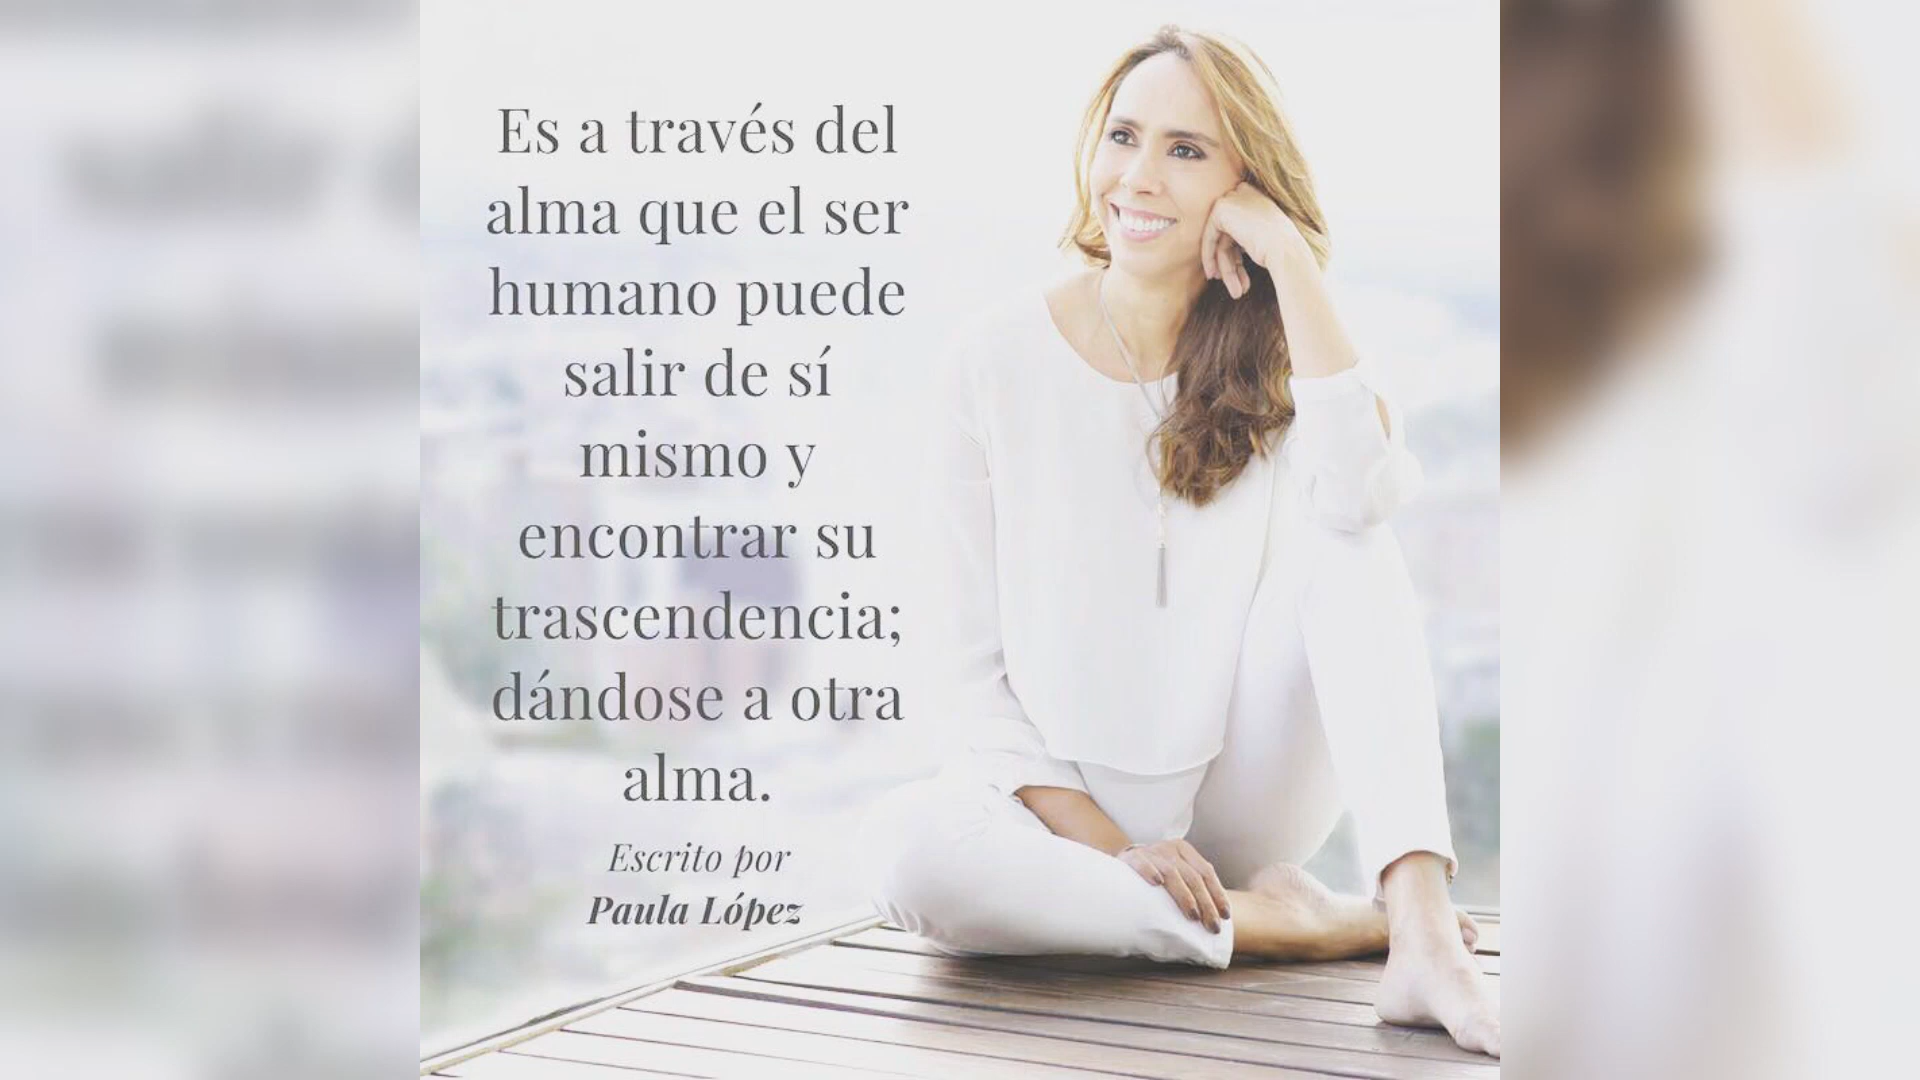 Es a través del
alma que el ser
humano puede
salir de sí
mismo y
encontrar su
trascendencia;
dándose a otra
alma.
Escrito por
Paula López